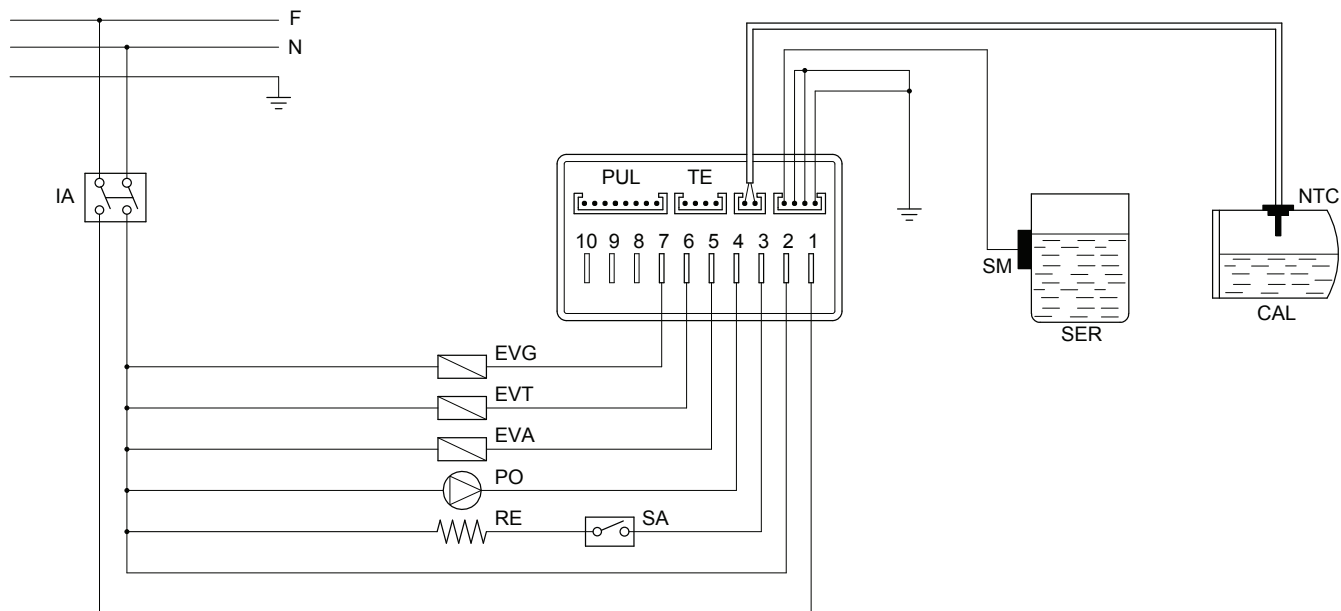 F
N
IA
PUL TE
10 9 8 7 6 5 4 3 2 1
NTC
SM
CAL
SER
EVG
EVT
EVA
PO
RE SA